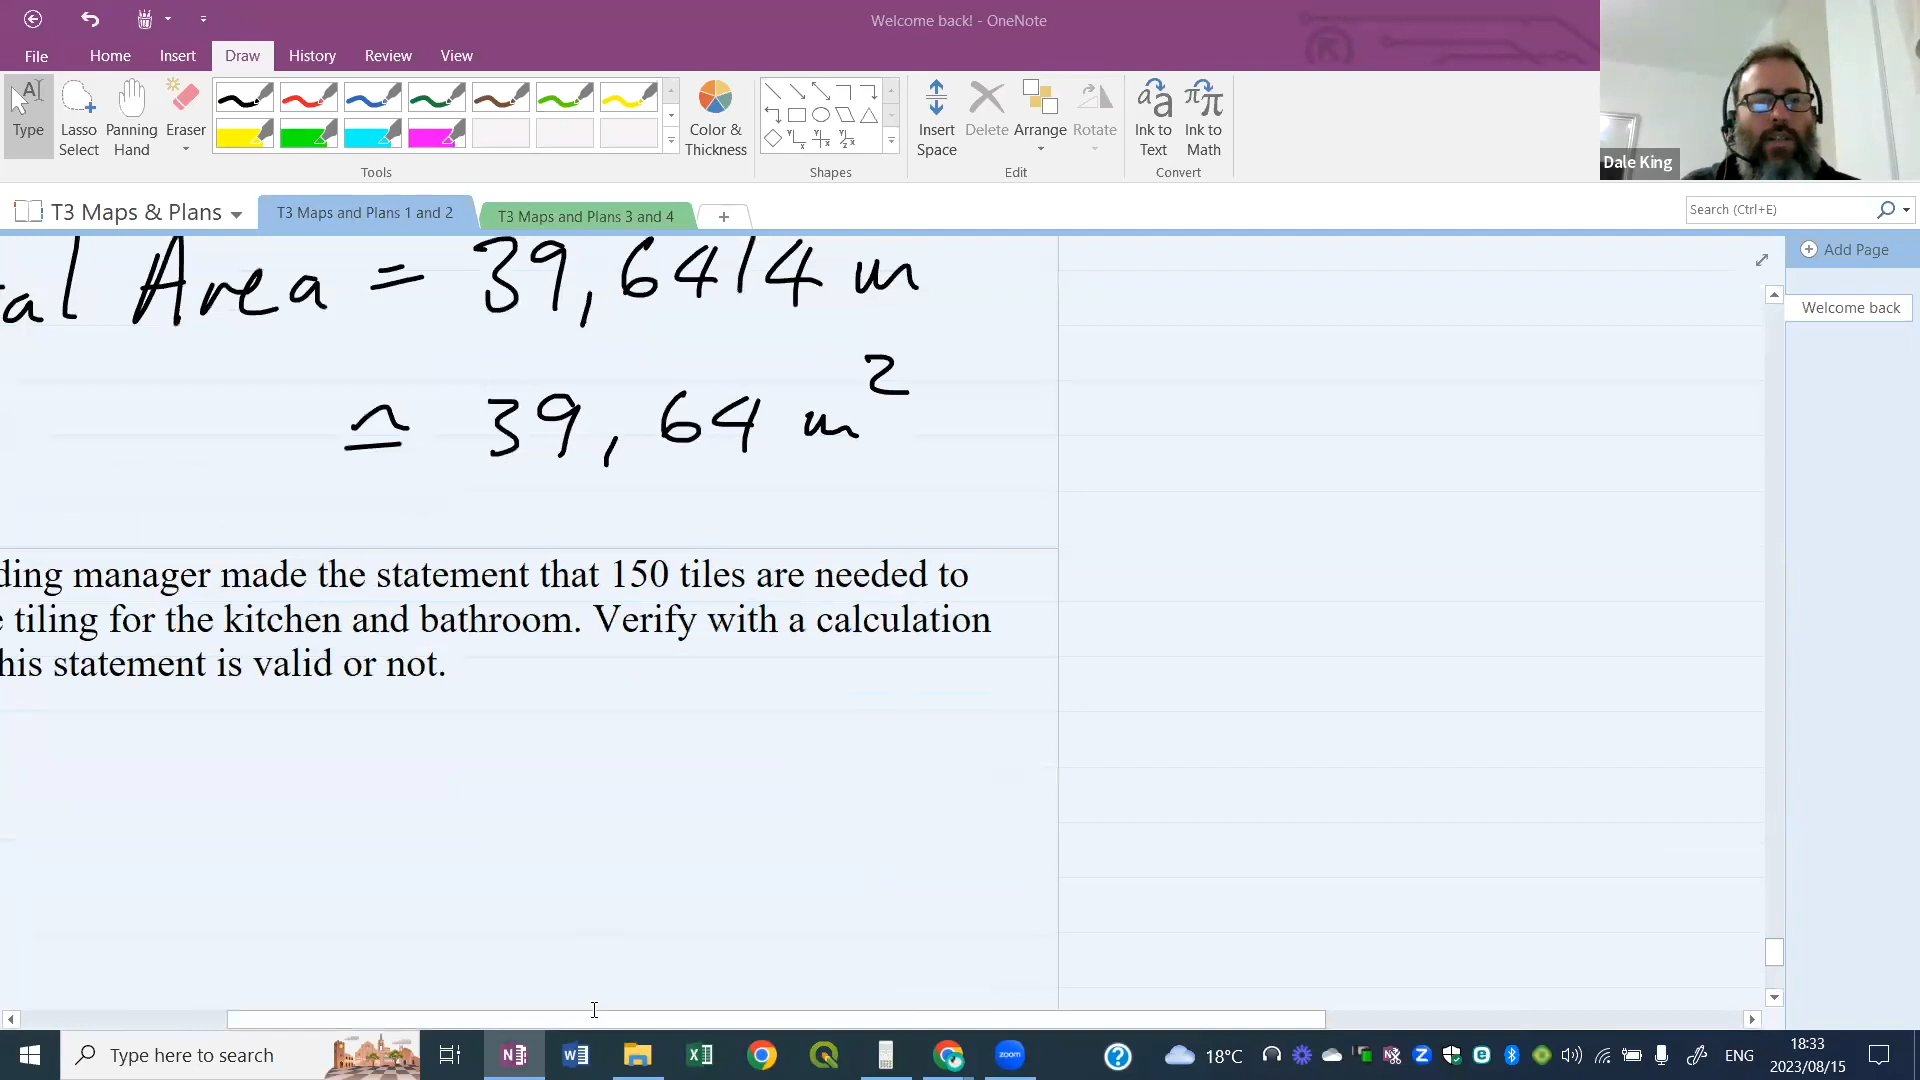 Welcome back! - OneNote
File
Home
Insert
Draw
History
Review
View
Type
Lasso
Select
Panning
Hand
Eraser
Color &
Thickness
Insert
Space
Delete
Arrange
Rotate
Ink to
Text
Ink to
Math
Tools
Shapes
Edit
Convert
Dale King
T3 Maps & Plans
T3 Maps and Plans 1 and 2
T3 Maps and Plans 3 and 4
Search (Ctrl+E)
Add Page
Welcome back
al Area = 39,6414 m
≃ 39,64 m²
ding manager made the statement that 150 tiles are needed to
e tiling for the kitchen and bathroom. Verify with a calculation
his statement is valid or not.
Type here to search
zoom
18°C
ENG
18:33
2023/08/15